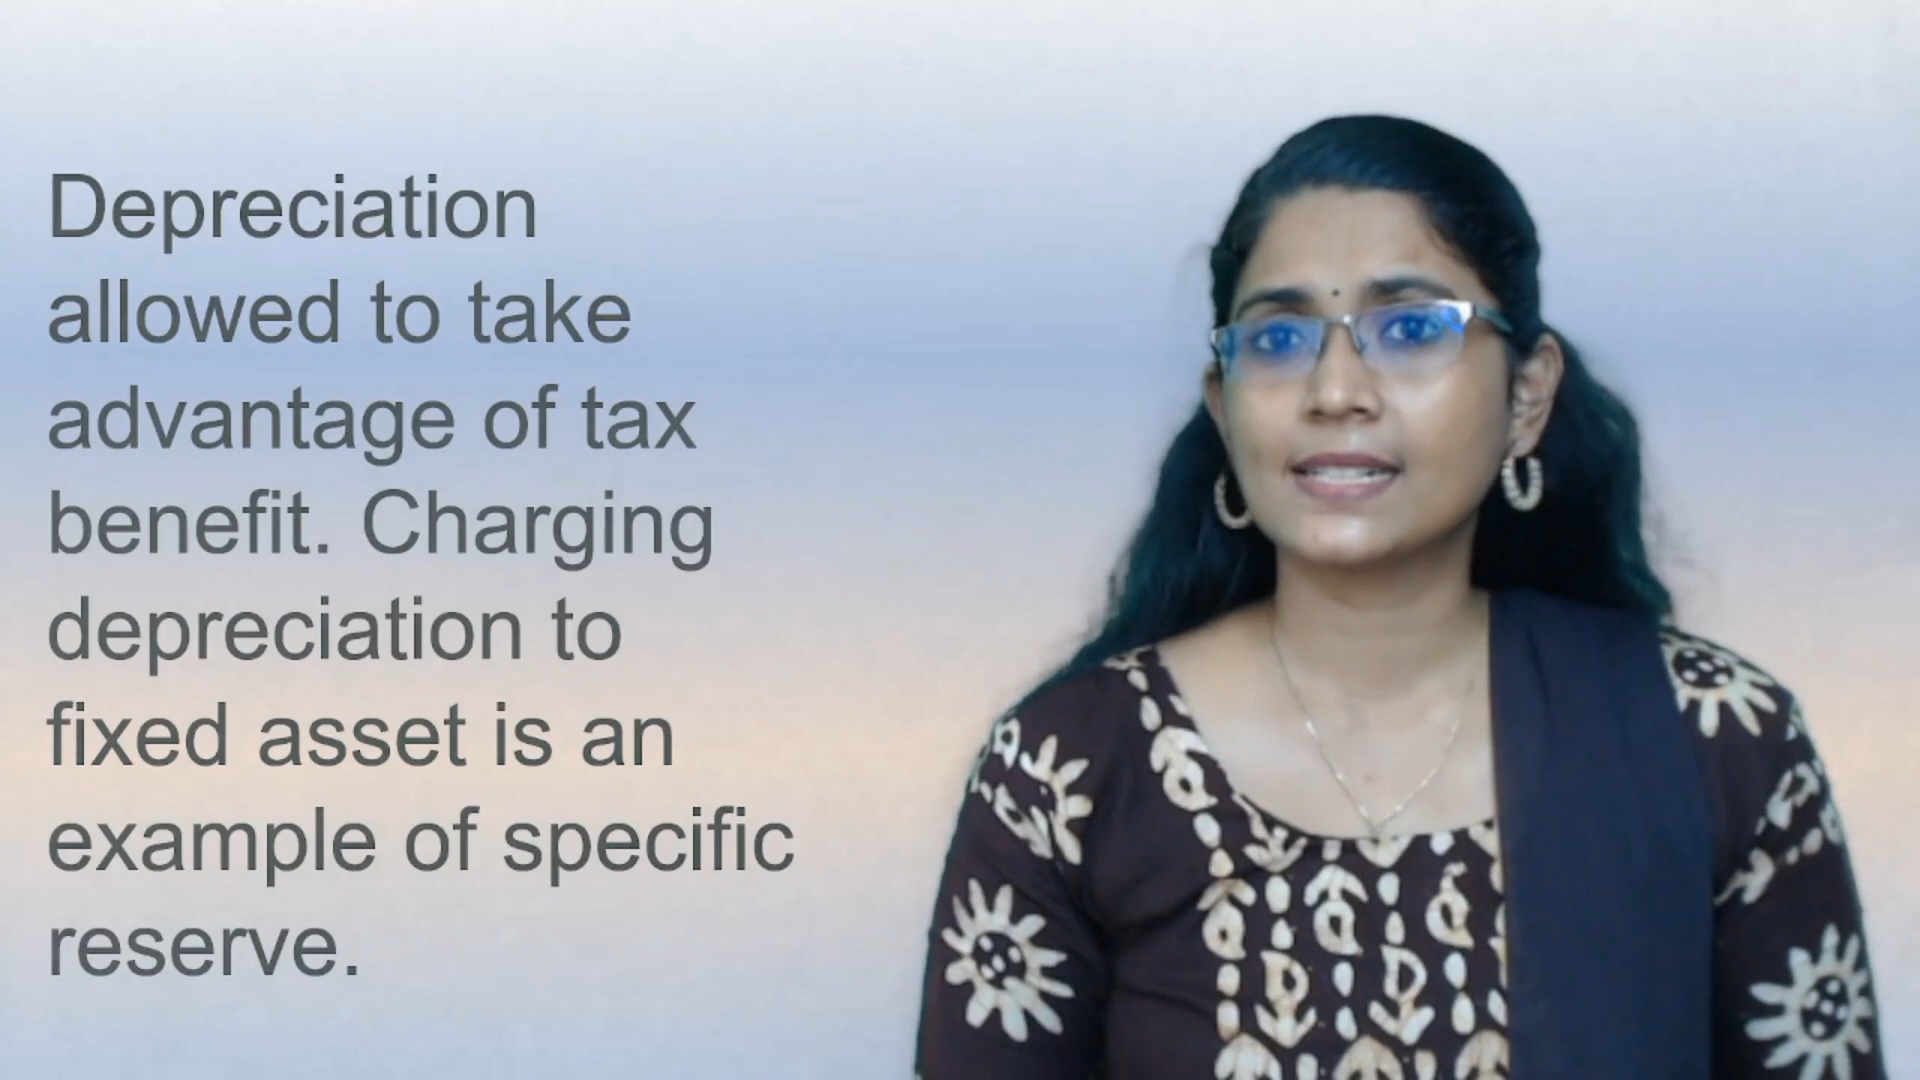 Depreciation
allowed to take
advantage of tax
benefit. Charging
depreciation to
fixed asset is an
example of specific
reserve.